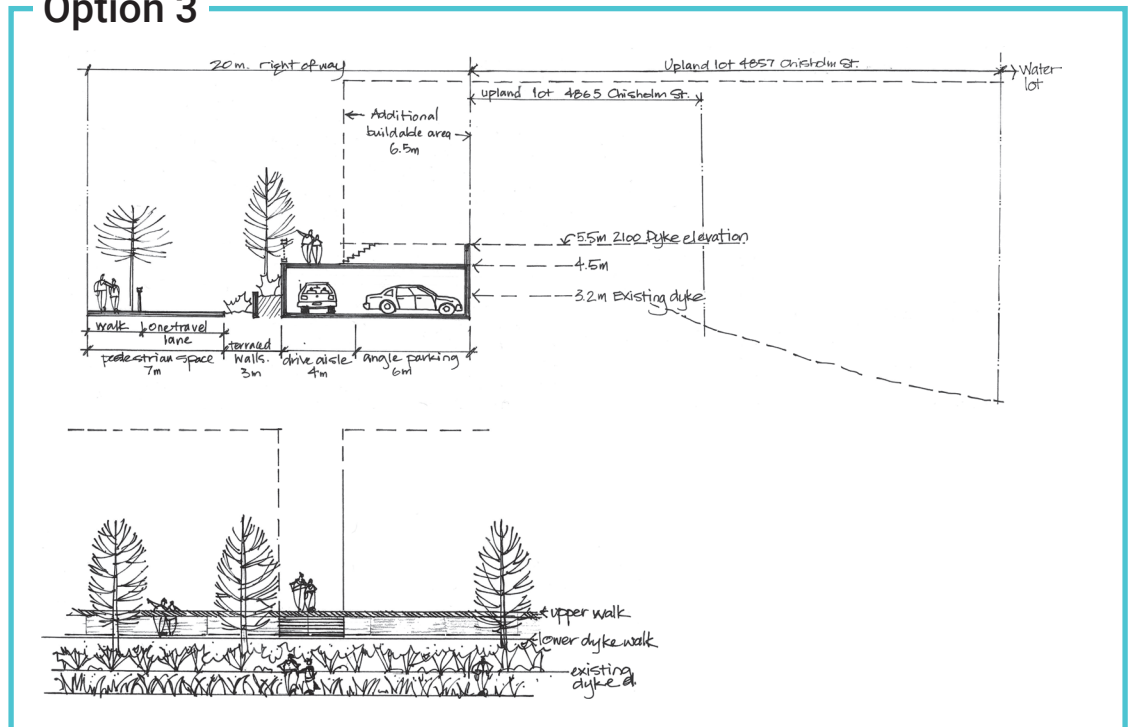 Option 3
20m. right of way
Upland lot 4857 Chisholm St.
Water
lot
upland lot 4865 Chisholm St.
Additional
buildable area
6.5m
5.5m 2100 Dyke elevation
4.5m
3.2m Existing dyke
walk
one travel
lane
pedestrian space
7m
terraced
walls.
3m
drive aisle
4m
angle parking
6m
upper walk
lower dyke walk
existing
dyke